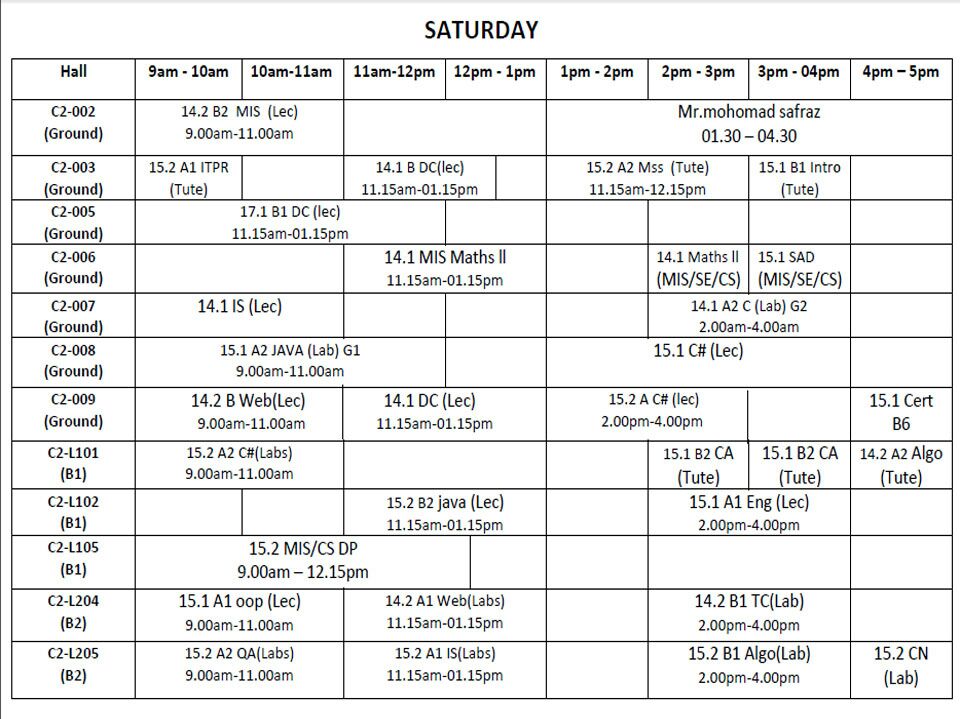 SATURDAY
Hall 9am - 10am 10am-11am 11am-12pm 12pm - 1pm 1pm - 2pm 2pm - 3pm 3pm - 04pm 4pm – 5pm
C2-002 14.2 B2 MIS (Lec) Mr.mohomad safraz
(Ground) 9.00am-11.00am 01.30 – 04.30
C2-003 15.2 A1 ITPR 14.1 B DC(lec) 15.2 A2 Mss (Tute) 15.1 B1 Intro
(Ground) (Tute) 11.15am-01.15pm 11.15am-12.15pm (Tute)
C2-005 17.1 B1 DC (lec)
(Ground) 11.15am-01.15pm
C2-006 14.1 MIS Maths ll 14.1 Maths ll 15.1 SAD
(Ground) 11.15am-01.15pm (MIS/SE/CS) (MIS/SE/CS)
C2-007 14.1 IS (Lec) 14.1 A2 C (Lab) G2
(Ground) 2.00am-4.00am
C2-008 15.1 A2 JAVA (Lab) G1 15.1 C# (Lec)
(Ground) 9.00am-11.00am
C2-009 14.2 B Web(Lec) 14.1 DC (Lec) 15.2 A C# (lec) 15.1 Cert
(Ground) 9.00am-11.00am 11.15am-01.15pm 2.00pm-4.00pm B6
C2-L101 15.2 A2 C#(Labs) 15.1 B2 CA 15.1 B2 CA 14.2 A2 Algo
(B1) 9.00am-11.00am (Tute) (Tute) (Tute)
C2-L102 15.2 B2 java (Lec) 15.1 A1 Eng (Lec)
(B1) 11.15am-01.15pm 2.00pm-4.00pm
C2-L105 15.2 MIS/CS DP
(B1) 9.00am – 12.15pm
C2-L204 15.1 A1 oop (Lec) 14.2 A1 Web(Labs) 14.2 B1 TC(Lab)
(B2) 9.00am-11.00am 11.15am-01.15pm 2.00pm-4.00pm
C2-L205 15.2 A2 QA(Labs) 15.2 A1 IS(Labs) 15.2 B1 Algo(Lab) 15.2 CN
(B2) 9.00am-11.00am 11.15am-01.15pm 2.00pm-4.00pm (Lab)